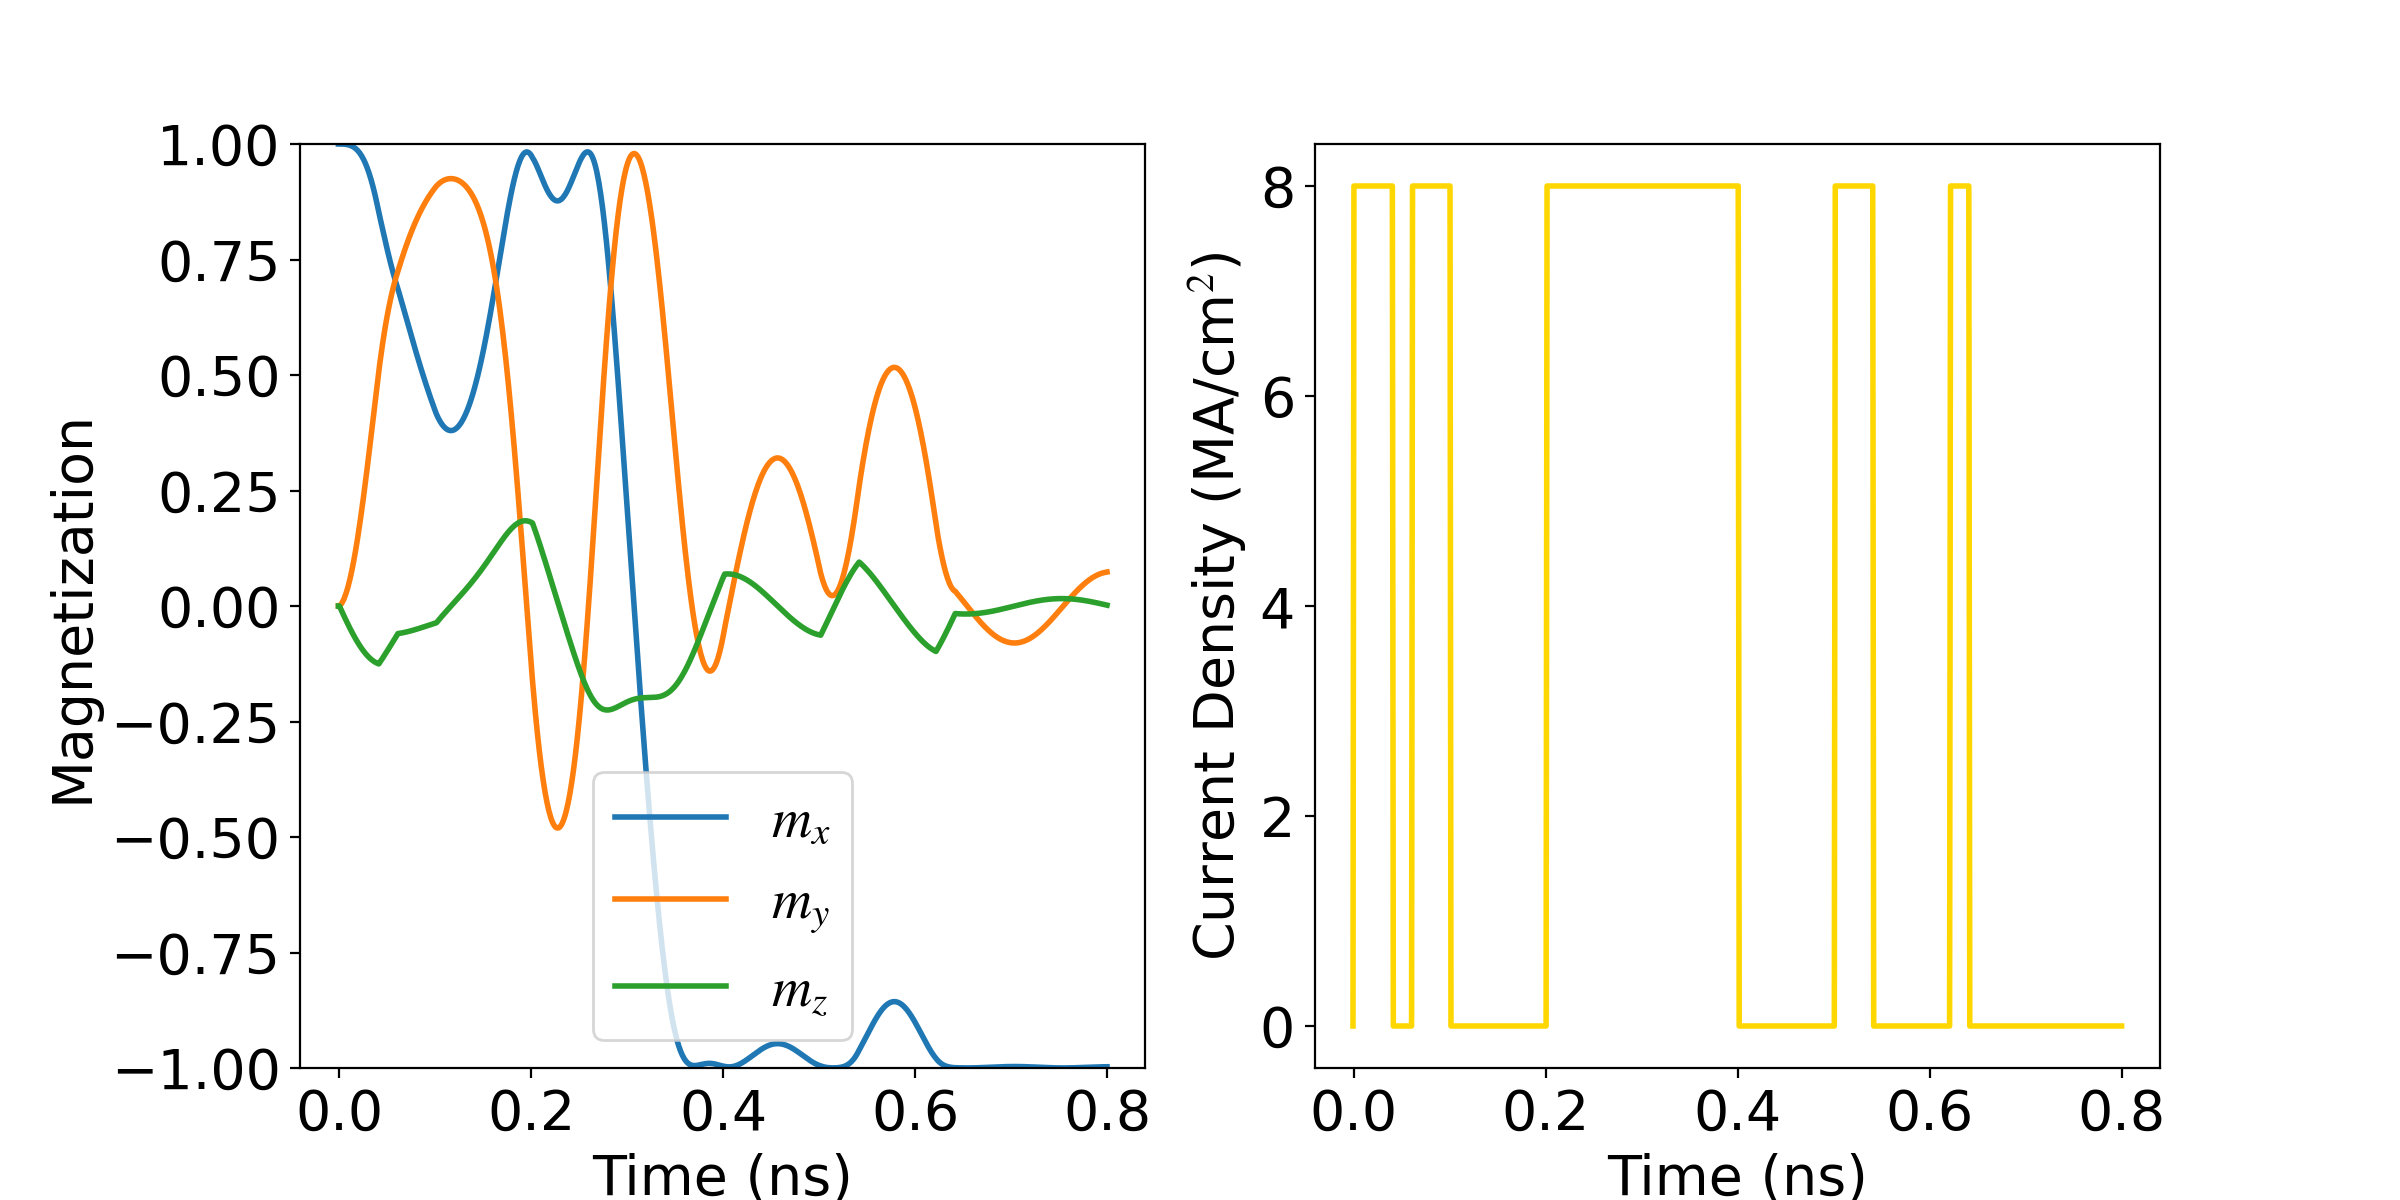 Magnetization
1.00
0.75
0.50
0.25
0.00
−0.25
−0.50
−0.75
−1.00
0.0 0.2 0.4 0.6 0.8
Time (ns)
m_x
m_y
m_z
Current Density (MA/cm²)
8
6
4
2
0
0.0 0.2 0.4 0.6 0.8
Time (ns)